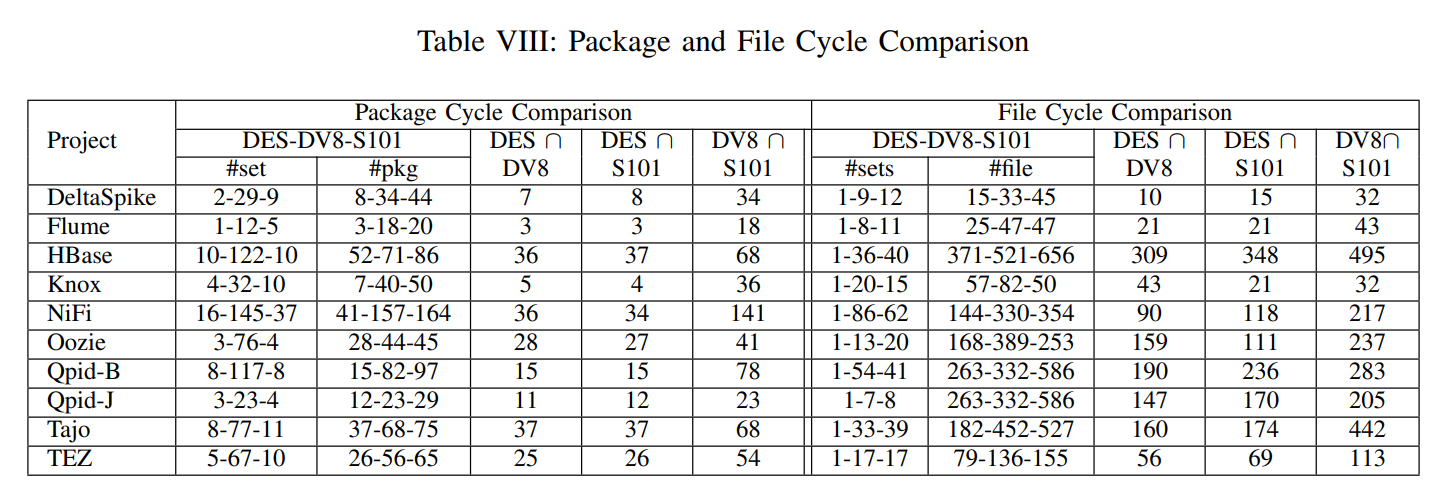 Table VIII: Package and File Cycle Comparison
Project Package Cycle Comparison File Cycle Comparison
DES-DV8-S101 DES ∩ DV8 DES ∩ S101 DV8 ∩ S101 DES-DV8-S101 DES ∩ DV8 DES ∩ S101 DV8∩ S101
#set #pkg #sets #file
DeltaSpike 2-29-9 8-34-44 7 8 34 1-9-12 15-33-45 10 15 32
Flume 1-12-5 3-18-20 3 3 18 1-8-11 25-47-47 21 21 43
HBase 10-122-10 52-71-86 36 37 68 1-36-40 371-521-656 309 348 495
Knox 4-32-10 7-40-50 5 4 36 1-20-15 57-82-50 43 21 32
NiFi 16-145-37 41-157-164 36 34 141 1-86-62 144-330-354 90 118 217
Oozie 3-76-4 28-44-45 28 27 41 1-13-20 168-389-253 159 111 237
Qpid-B 8-117-8 15-82-97 15 15 78 1-54-41 263-332-586 190 236 283
Qpid-J 3-23-4 12-23-29 11 12 23 1-7-8 263-332-586 147 170 205
Tajo 8-77-11 37-68-75 37 37 68 1-33-39 182-452-527 160 174 442
TEZ 5-67-10 26-56-65 25 26 54 1-17-17 79-136-155 56 69 113